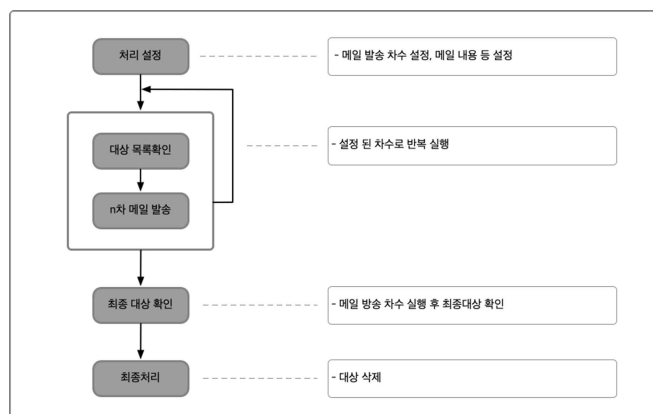 처리 설정
- 메일 발송 차수 설정, 메일 내용 등 설정
대상 목록확인
- 설정 된 차수로 반복 실행
n차 메일 발송
최종 대상 확인
- 메일 방송 차수 실행 후 최종대상 확인
최종처리
- 대상 삭제